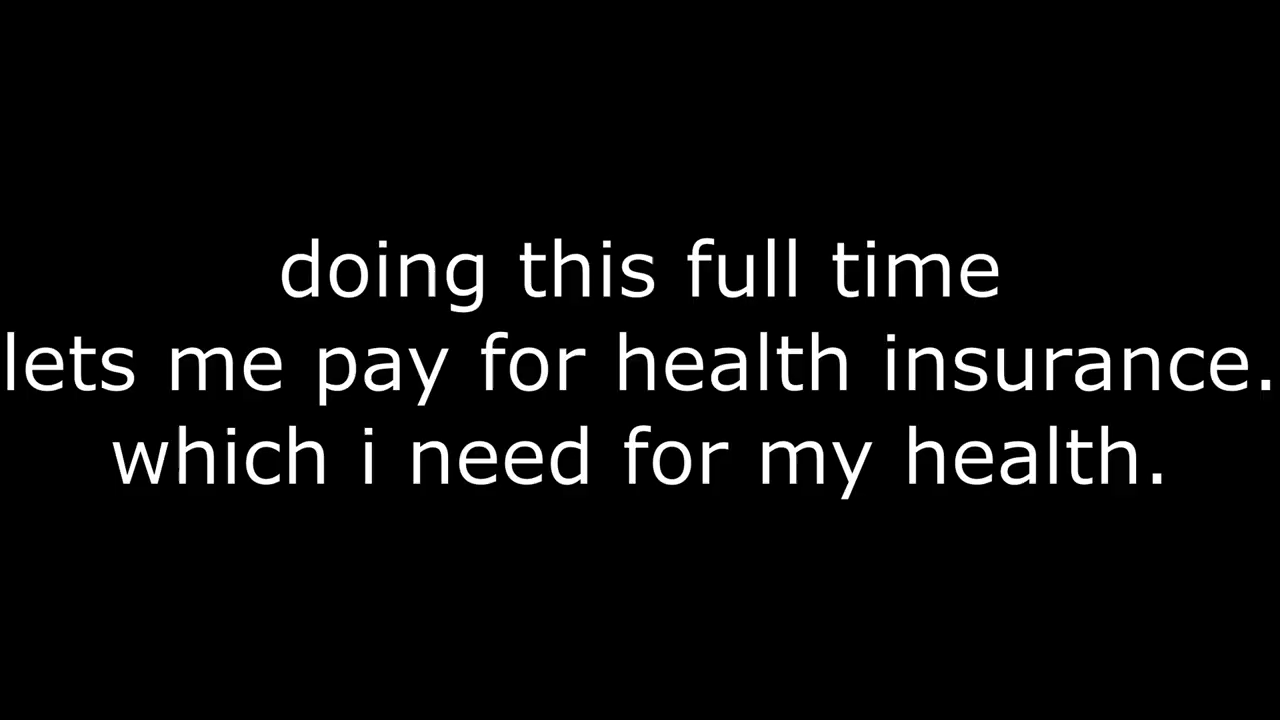 doing this full time
lets me pay for health insurance.
which i need for my health.